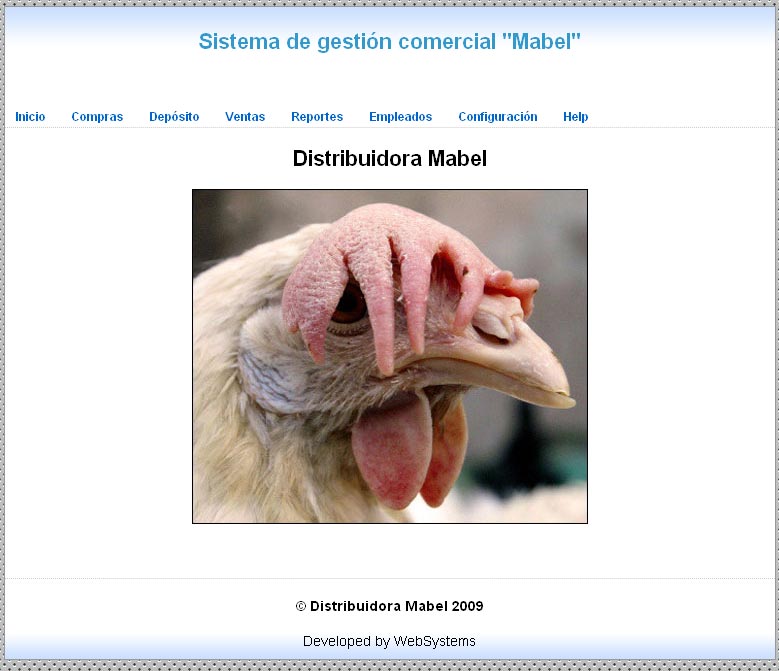 Sistema de gestión comercial "Mabel"
Inicio Compras Depósito Ventas Reportes Empleados Configuración Help
Distribuidora Mabel
© Distribuidora Mabel 2009
Developed by WebSystems